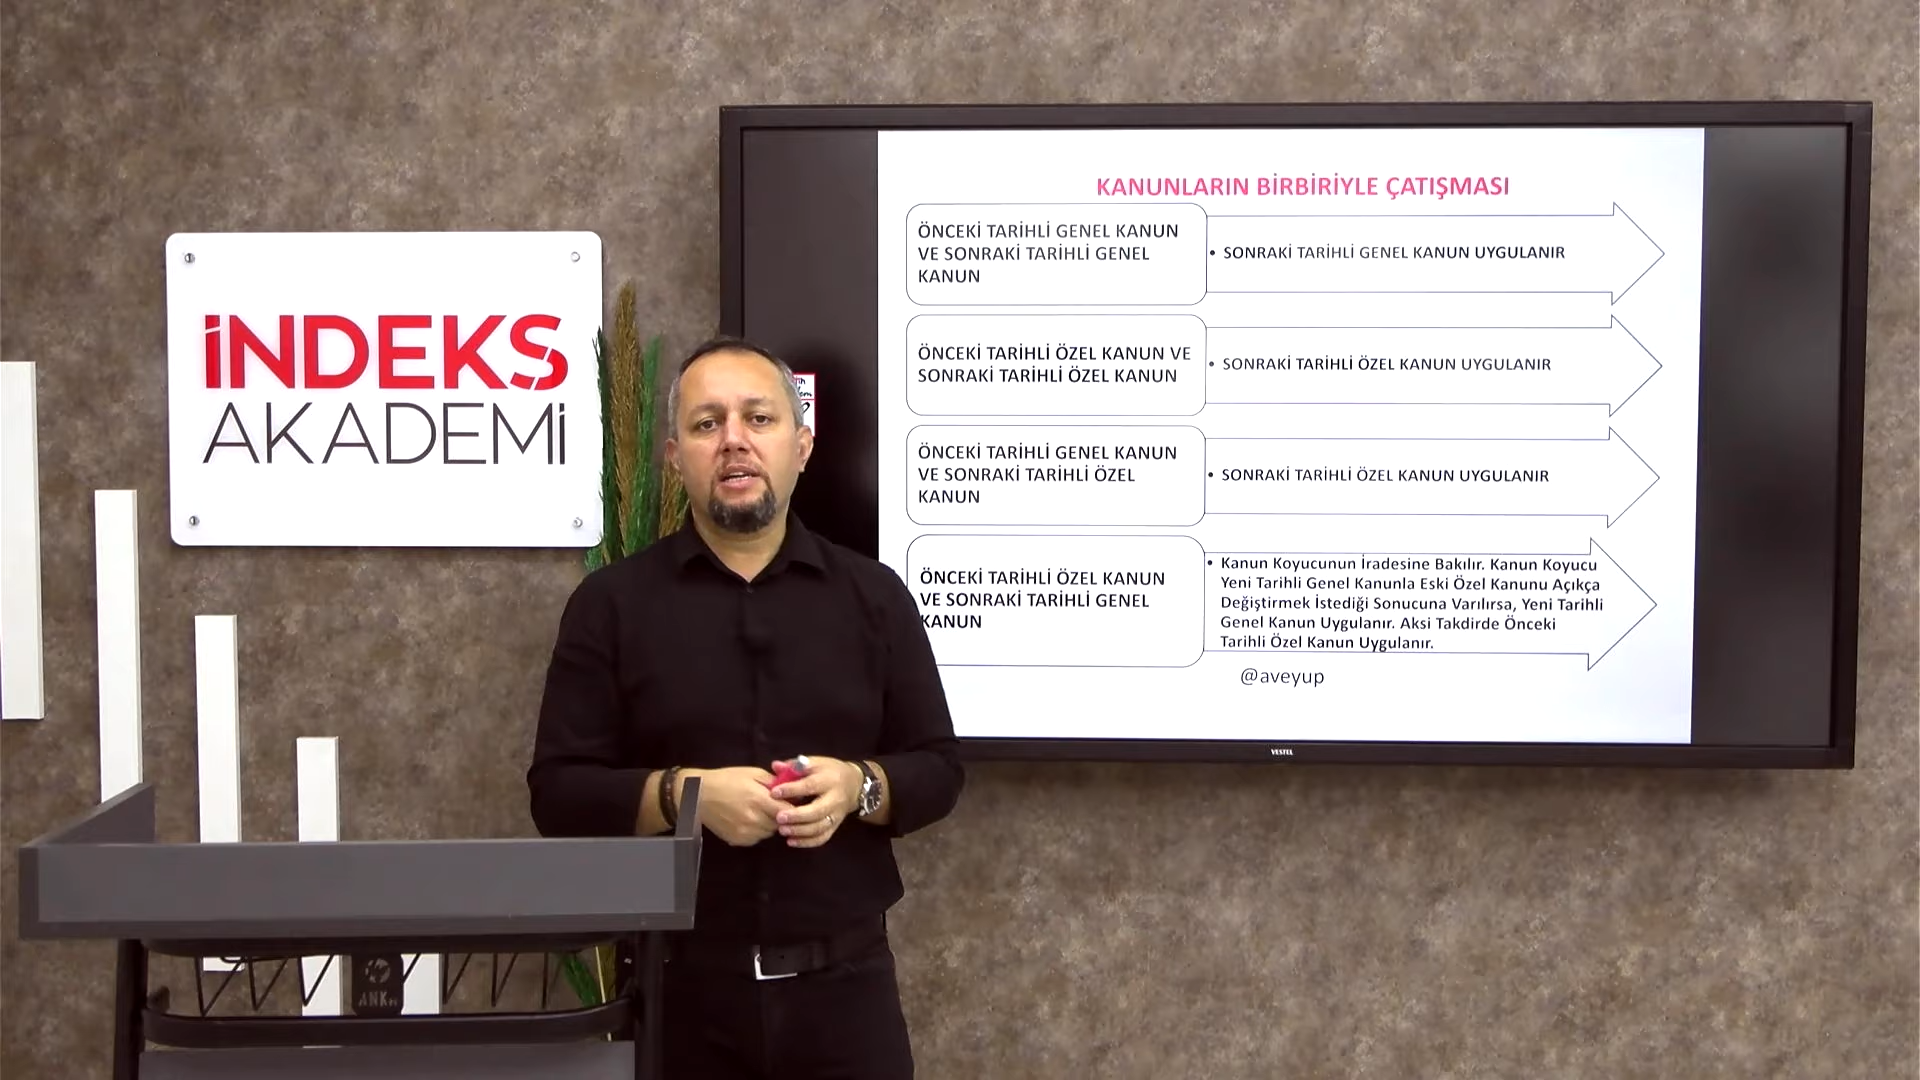 İNDEKS
AKADEMİ
KANUNLARIN BİRBİRİYLE ÇATIŞMASI
ÖNCEKİ TARİHLİ GENEL KANUN
VE SONRAKİ TARİHLİ GENEL
KANUN
• SONRAKİ TARİHLİ GENEL KANUN UYGULANIR
ÖNCEKİ TARİHLİ ÖZEL KANUN VE
SONRAKİ TARİHLİ ÖZEL KANUN
• SONRAKİ TARİHLİ ÖZEL KANUN UYGULANIR
ÖNCEKİ TARİHLİ GENEL KANUN
VE SONRAKİ TARİHLİ ÖZEL
KANUN
• SONRAKİ TARİHLİ ÖZEL KANUN UYGULANIR
ÖNCEKİ TARİHLİ ÖZEL KANUN
VE SONRAKİ TARİHLİ GENEL
KANUN
• Kanun Koyucunun İradesine Bakılır. Kanun Koyucu
Yeni Tarihli Genel Kanunla Eski Özel Kanunu Açıkça
Değiştirmek İstediği Sonucuna Varılırsa, Yeni Tarihli
Genel Kanun Uygulanır. Aksi Takdirde Önceki
Tarihli Özel Kanun Uygulanır.
@aveyup
VESTEL